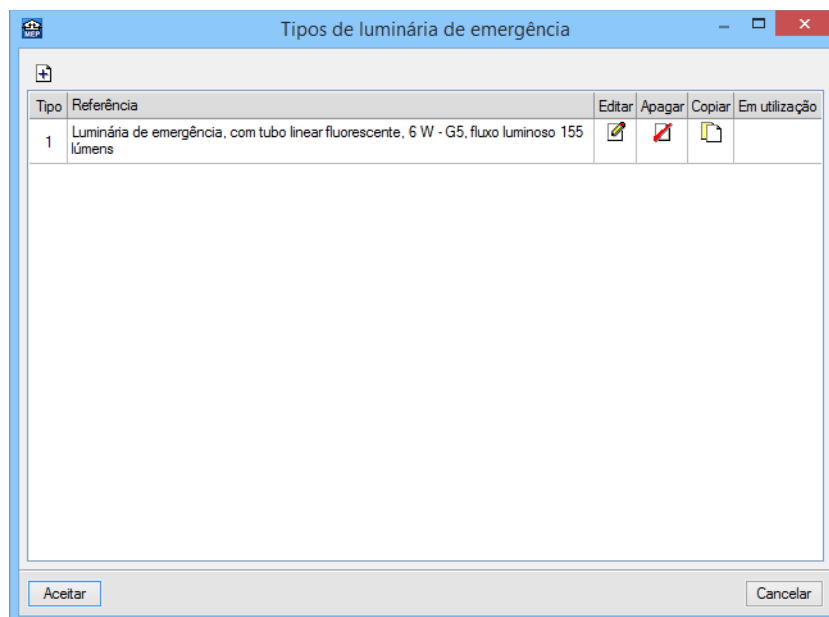 MEP
Tipos de luminária de emergência
Tipo Referência Editar Apagar Copiar Em utilização
1 Luminária de emergência, com tubo linear fluorescente, 6 W - G5, fluxo luminoso 155
lúmens
Aceitar Cancelar